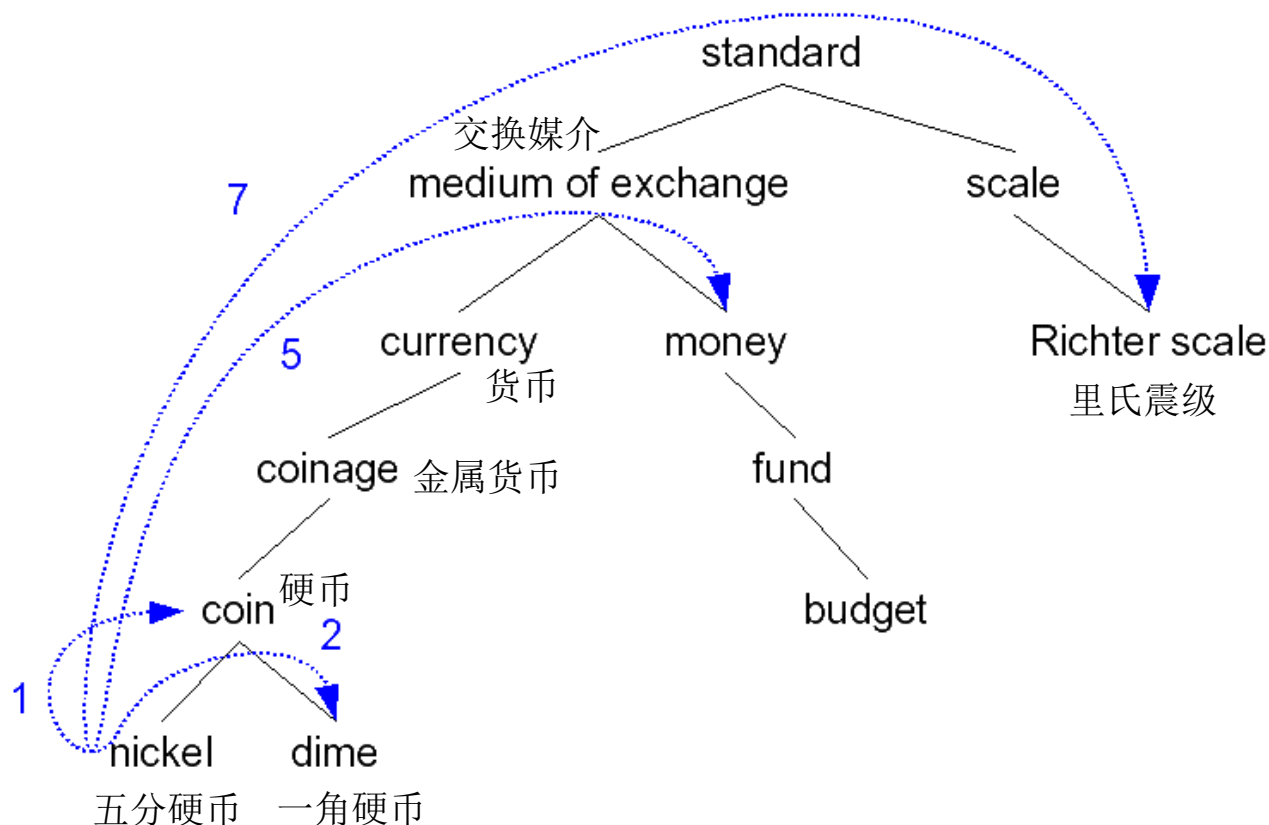 standard
交换媒介
medium of exchange
scale
7
5
currency
money
Richter scale
货币
里氏震级
coinage
金属货币
fund
硬币
coin
budget
2
1
nickel
dime
五分硬币
一角硬币